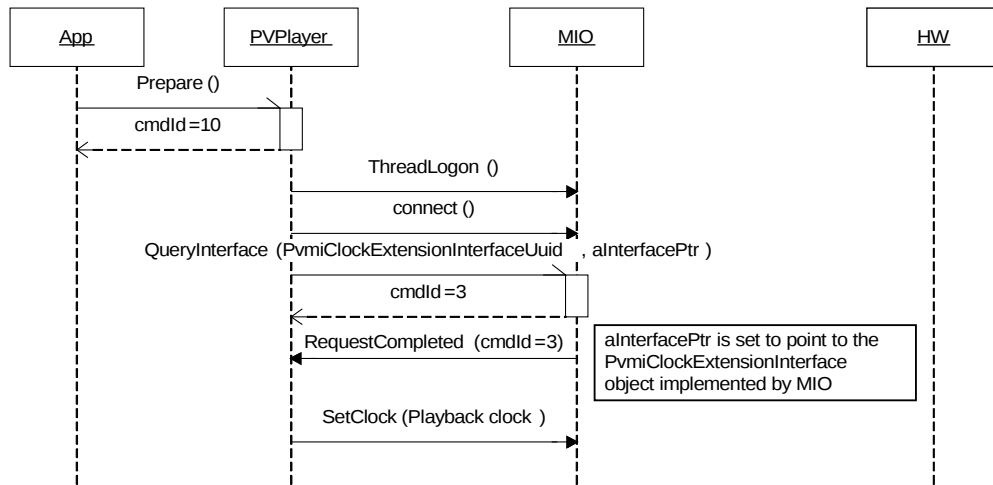 App
PVPlayer
MIO
HW
Prepare ()
cmdId =10
ThreadLogon ()
connect ()
QueryInterface (PvmiClockExtensionInterfaceUuid , aInterfacePtr )
cmdId =3
RequestCompleted (cmdId =3)
aInterfacePtr is set to point to the
PvmiClockExtensionInterface
object implemented by MIO
SetClock (Playback clock )